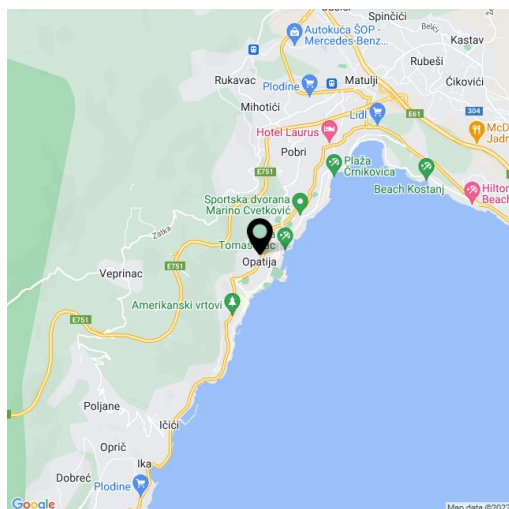 Spinčići
Belći
Autokuća ŠOP -
Mercedes-Benz...
Kastav
Rubeši
Rukavac
Plodine
Matulji
Čikovići
Mihotići
304
Lidl
E61
McD
Jadr
Hotel Laurus
Pobri
Plaža
Črnikovica
E751
Beach Kostanj
Hilton
Beach
Sportska dvorana
Marino Cvetković
Zatka
Opatija
E751
Veprinac
Amerikanski vrtovi
E751
Poljane
Ičići
Oprič
Ika
Dobreć
Plodine
Google
Map data ©2022